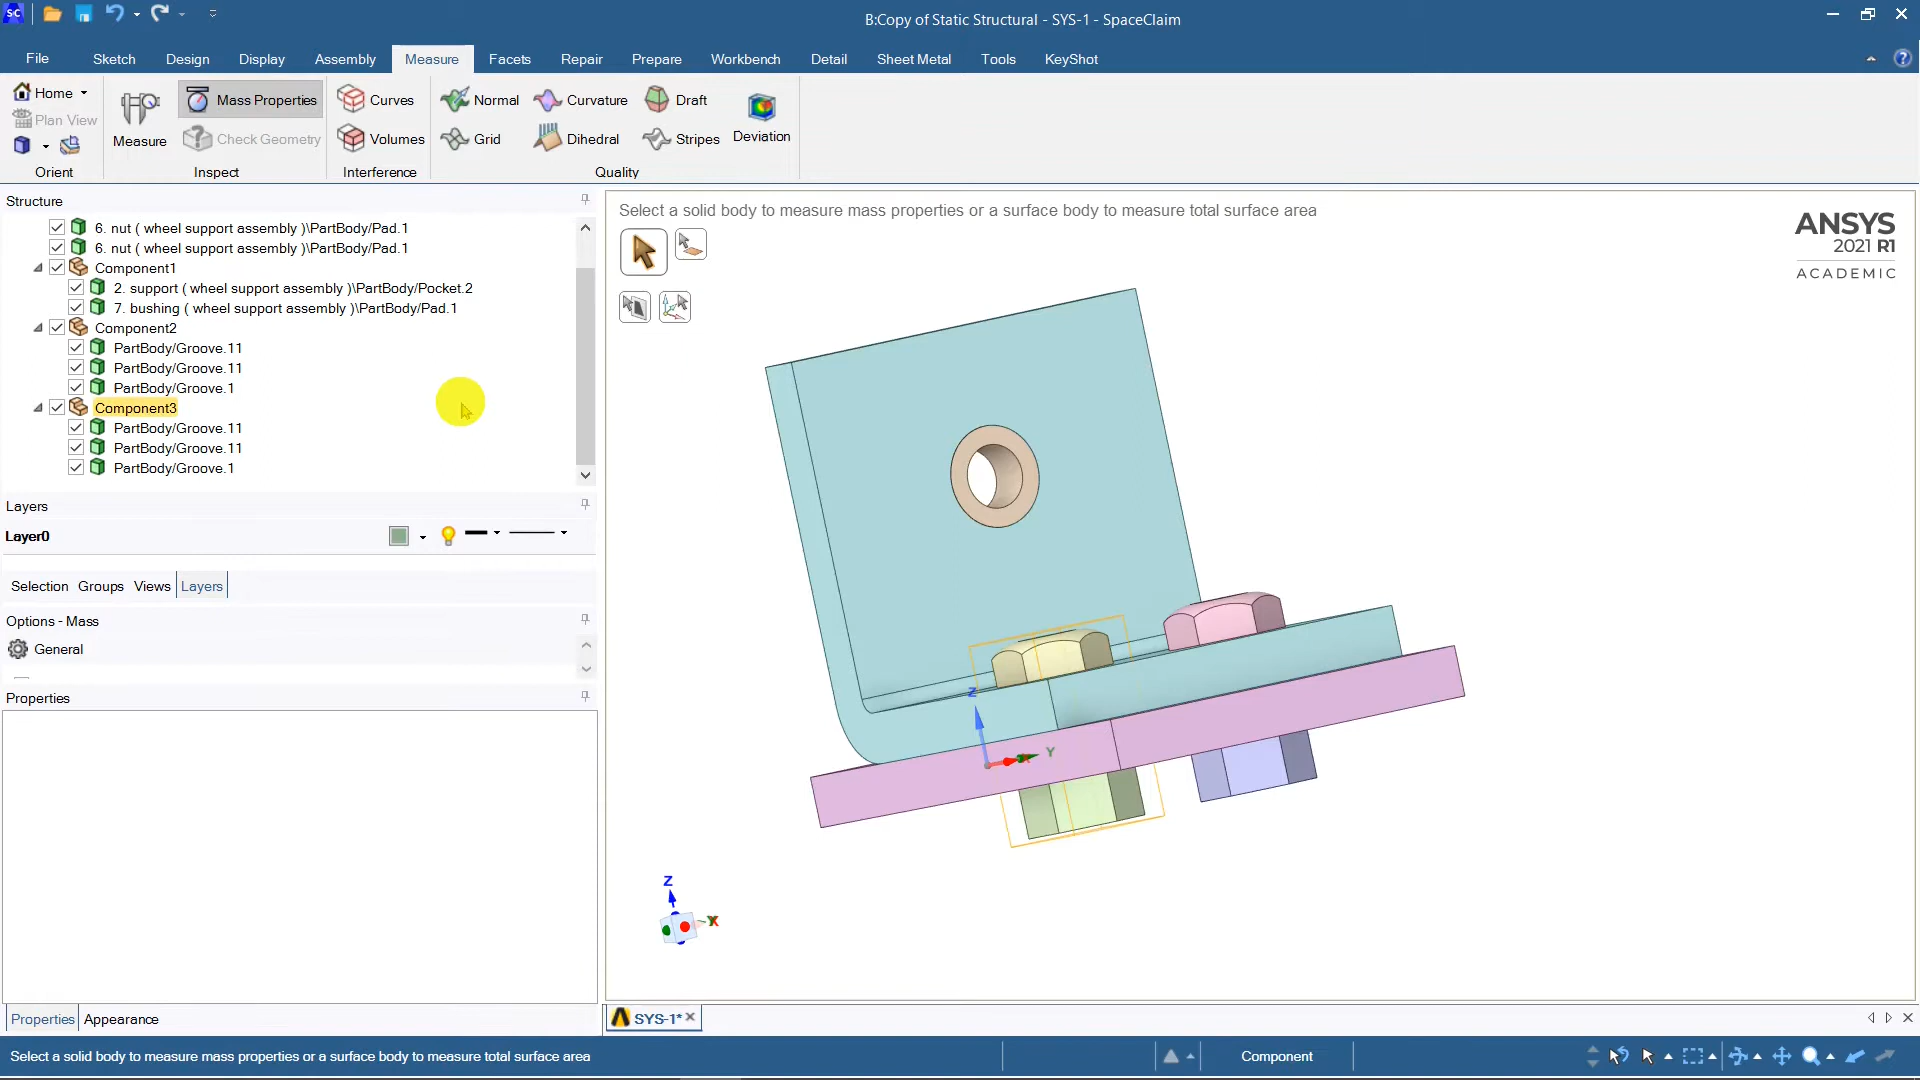 SC
B:Copy of Static Structural - SYS-1 - SpaceClaim
File Sketch Design Display Assembly Measure Facets Repair Prepare Workbench Detail Sheet Metal Tools KeyShot
Home
Plan View
Orient
Measure
Mass Properties
Check Geometry
Inspect
Curves
Volumes
Interference
Normal Curvature Draft
Grid Dihedral Stripes
Deviation
Quality
Structure
6. nut ( wheel support assembly )\PartBody/Pad.1
6. nut ( wheel support assembly )\PartBody/Pad.1
Component1
2. support ( wheel support assembly )\PartBody/Pocket.2
7. bushing ( wheel support assembly )\PartBody/Pad.1
Component2
PartBody/Groove.11
PartBody/Groove.11
PartBody/Groove.1
Component3
PartBody/Groove.11
PartBody/Groove.11
PartBody/Groove.1
Layers
Layer0
Selection Groups Views Layers
Options - Mass
General
Properties
Properties Appearance
Select a solid body to measure mass properties or a surface body to measure total surface area
ANSYS
2021 R1
ACADEMIC
Z
Y
Z
X
SYS-1*
Select a solid body to measure mass properties or a surface body to measure total surface area
Component